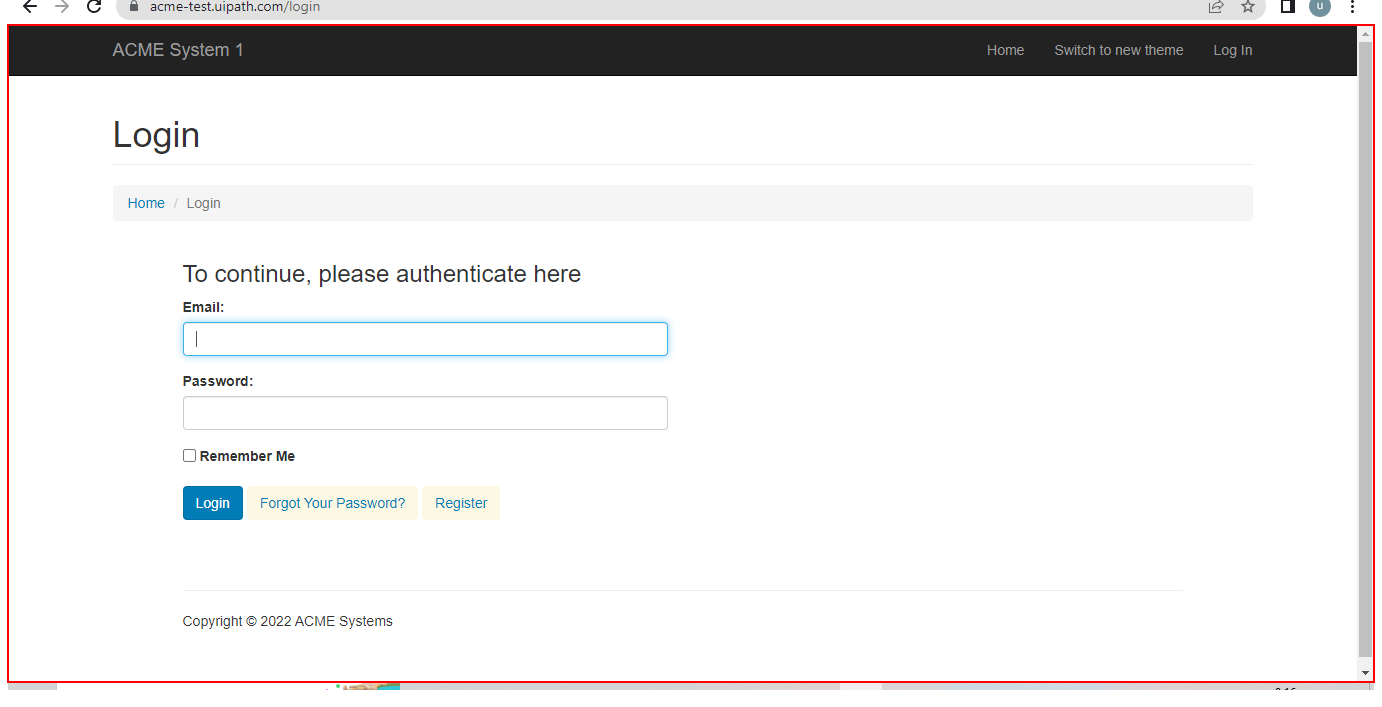 acme-test.uipath.com/login
u
ACME System 1 Home Switch to new theme Log In
Login
Home / Login
To continue, please authenticate here
Email:
Password:
Remember Me
Login Forgot Your Password? Register
Copyright © 2022 ACME Systems